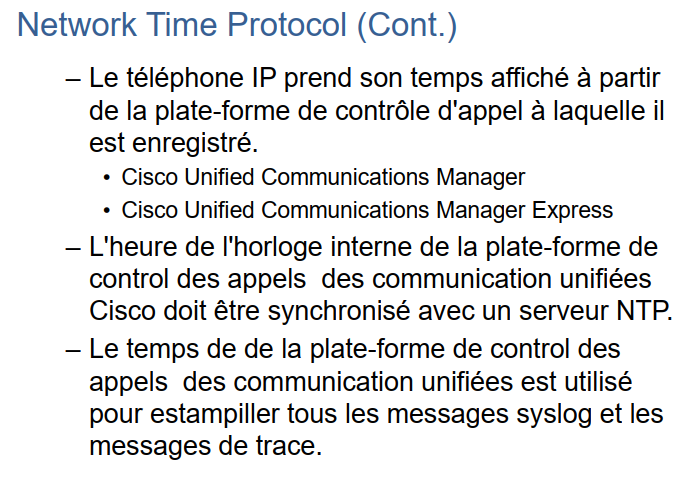 Network Time Protocol (Cont.)
– Le téléphone IP prend son temps affiché à partir
de la plate-forme de contrôle d'appel à laquelle il
est enregistré.
• Cisco Unified Communications Manager
• Cisco Unified Communications Manager Express
– L'heure de l'horloge interne de la plate-forme de
control des appels  des communication unifiées
Cisco doit être synchronisé avec un serveur NTP.
– Le temps de de la plate-forme de control des
appels  des communication unifiées est utilisé
pour estampiller tous les messages syslog et les
messages de trace.